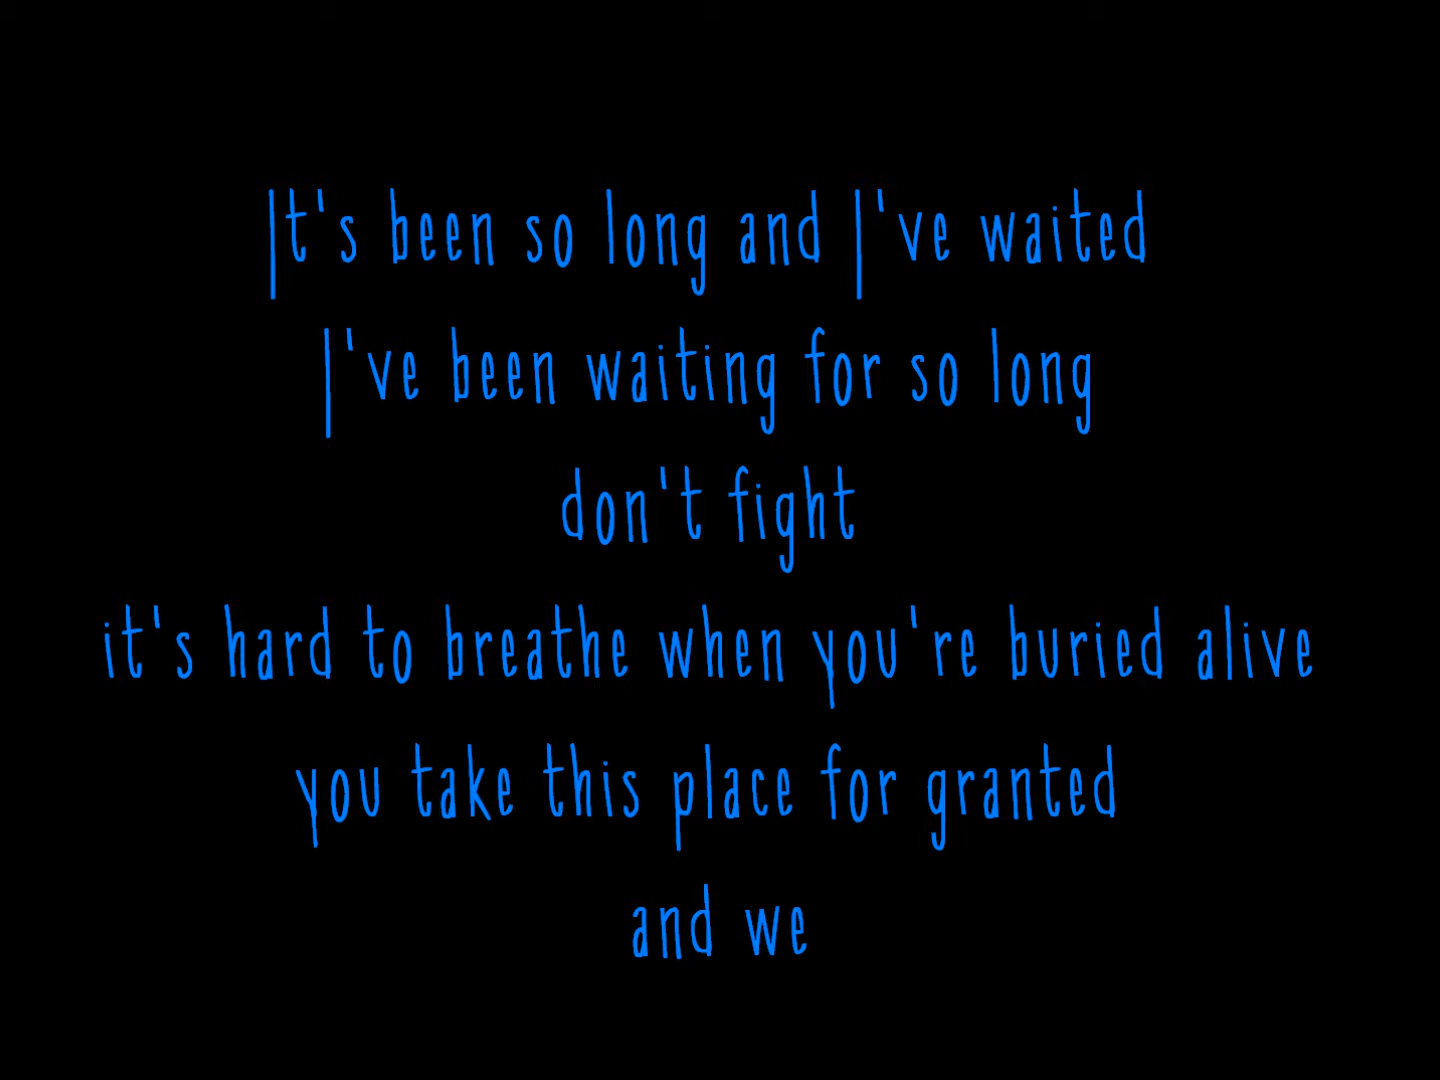 It's been so long and I've waited
I've been waiting for so long
don't fight
it's hard to breathe when you're buried alive
you take this place for granted
and we